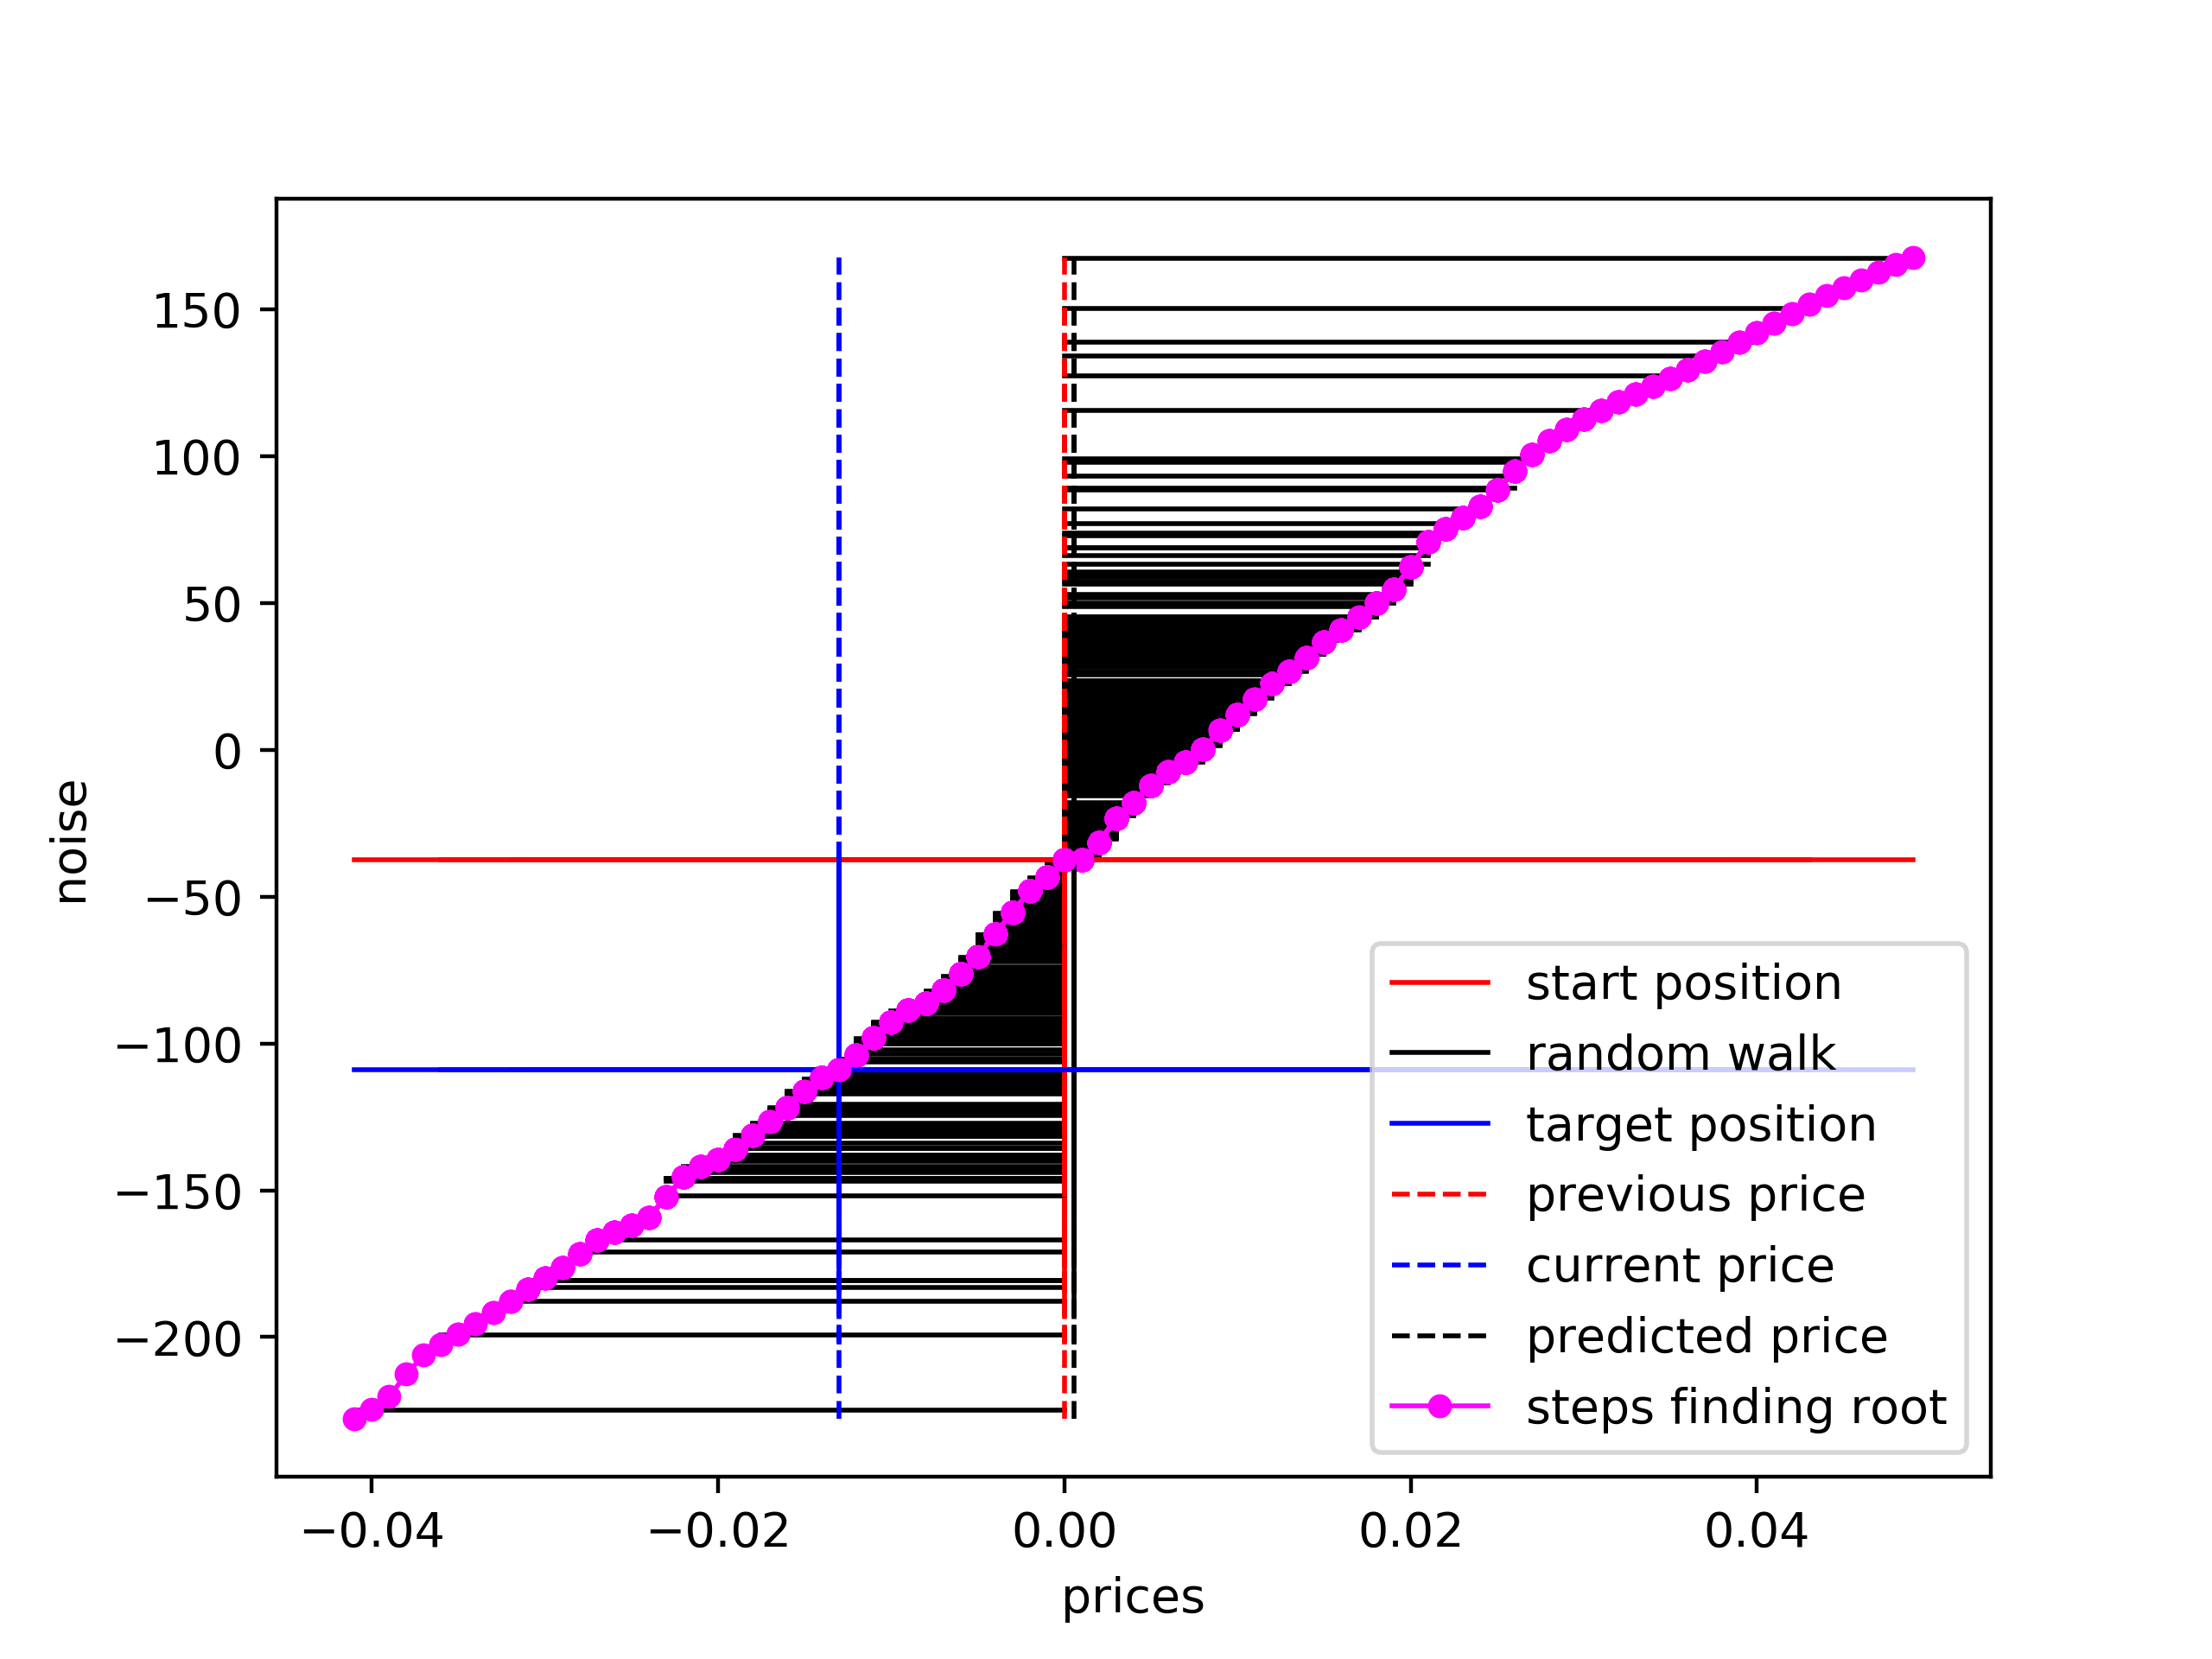 150
100
50
0
−50
−100
−150
−200
noise
−0.04
−0.02
0.00
0.02
0.04
prices
start position
random walk
target position
previous price
current price
predicted price
steps finding root